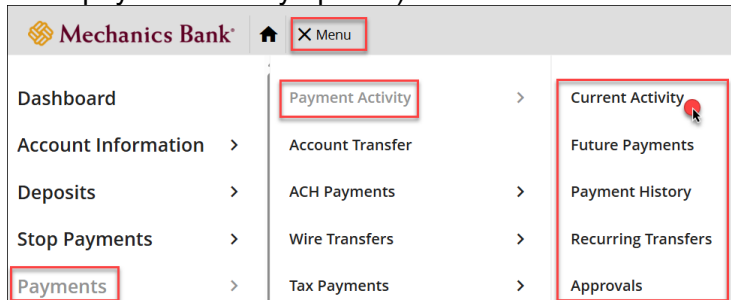 Mechanics Bank
Menu
Dashboard
Account Information
Deposits
Stop Payments
Payments
Payment Activity
Account Transfer
ACH Payments
Wire Transfers
Tax Payments
Current Activity
Future Payments
Payment History
Recurring Transfers
Approvals